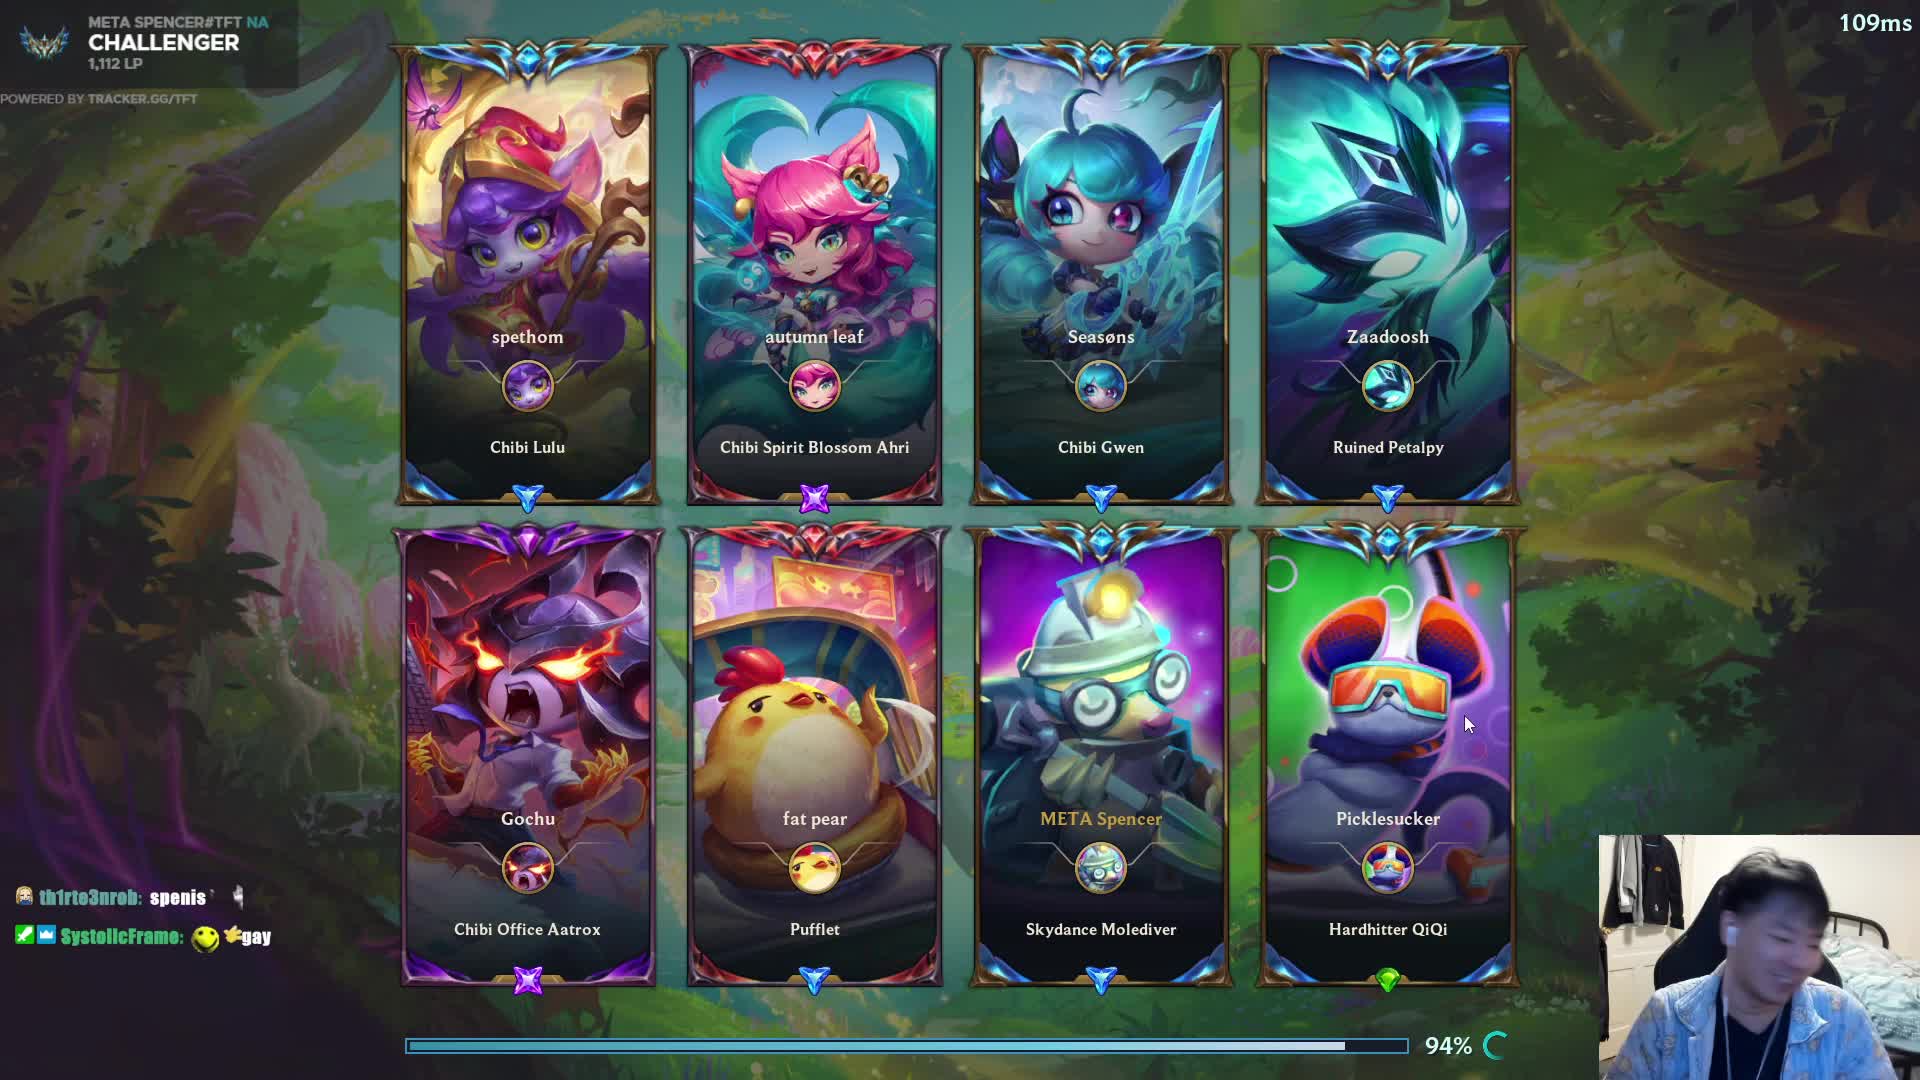 META SPENCER#TFT NA
CHALLENGER
1,112 LP
POWERED BY TRACKER.GG/TFT
109ms
spethom
autumn leaf
Seasøns
Zaadoosh
Chibi Lulu
Chibi Spirit Blossom Ahri
Chibi Gwen
Ruined Petalpy
Gochu
fat pear
META Spencer
Picklesucker
th1rte3nrob: spenis
SystolicFrame: gay
Chibi Office Aatrox
Pufflet
Skydance Molediver
Hardhitter QiQi
94%